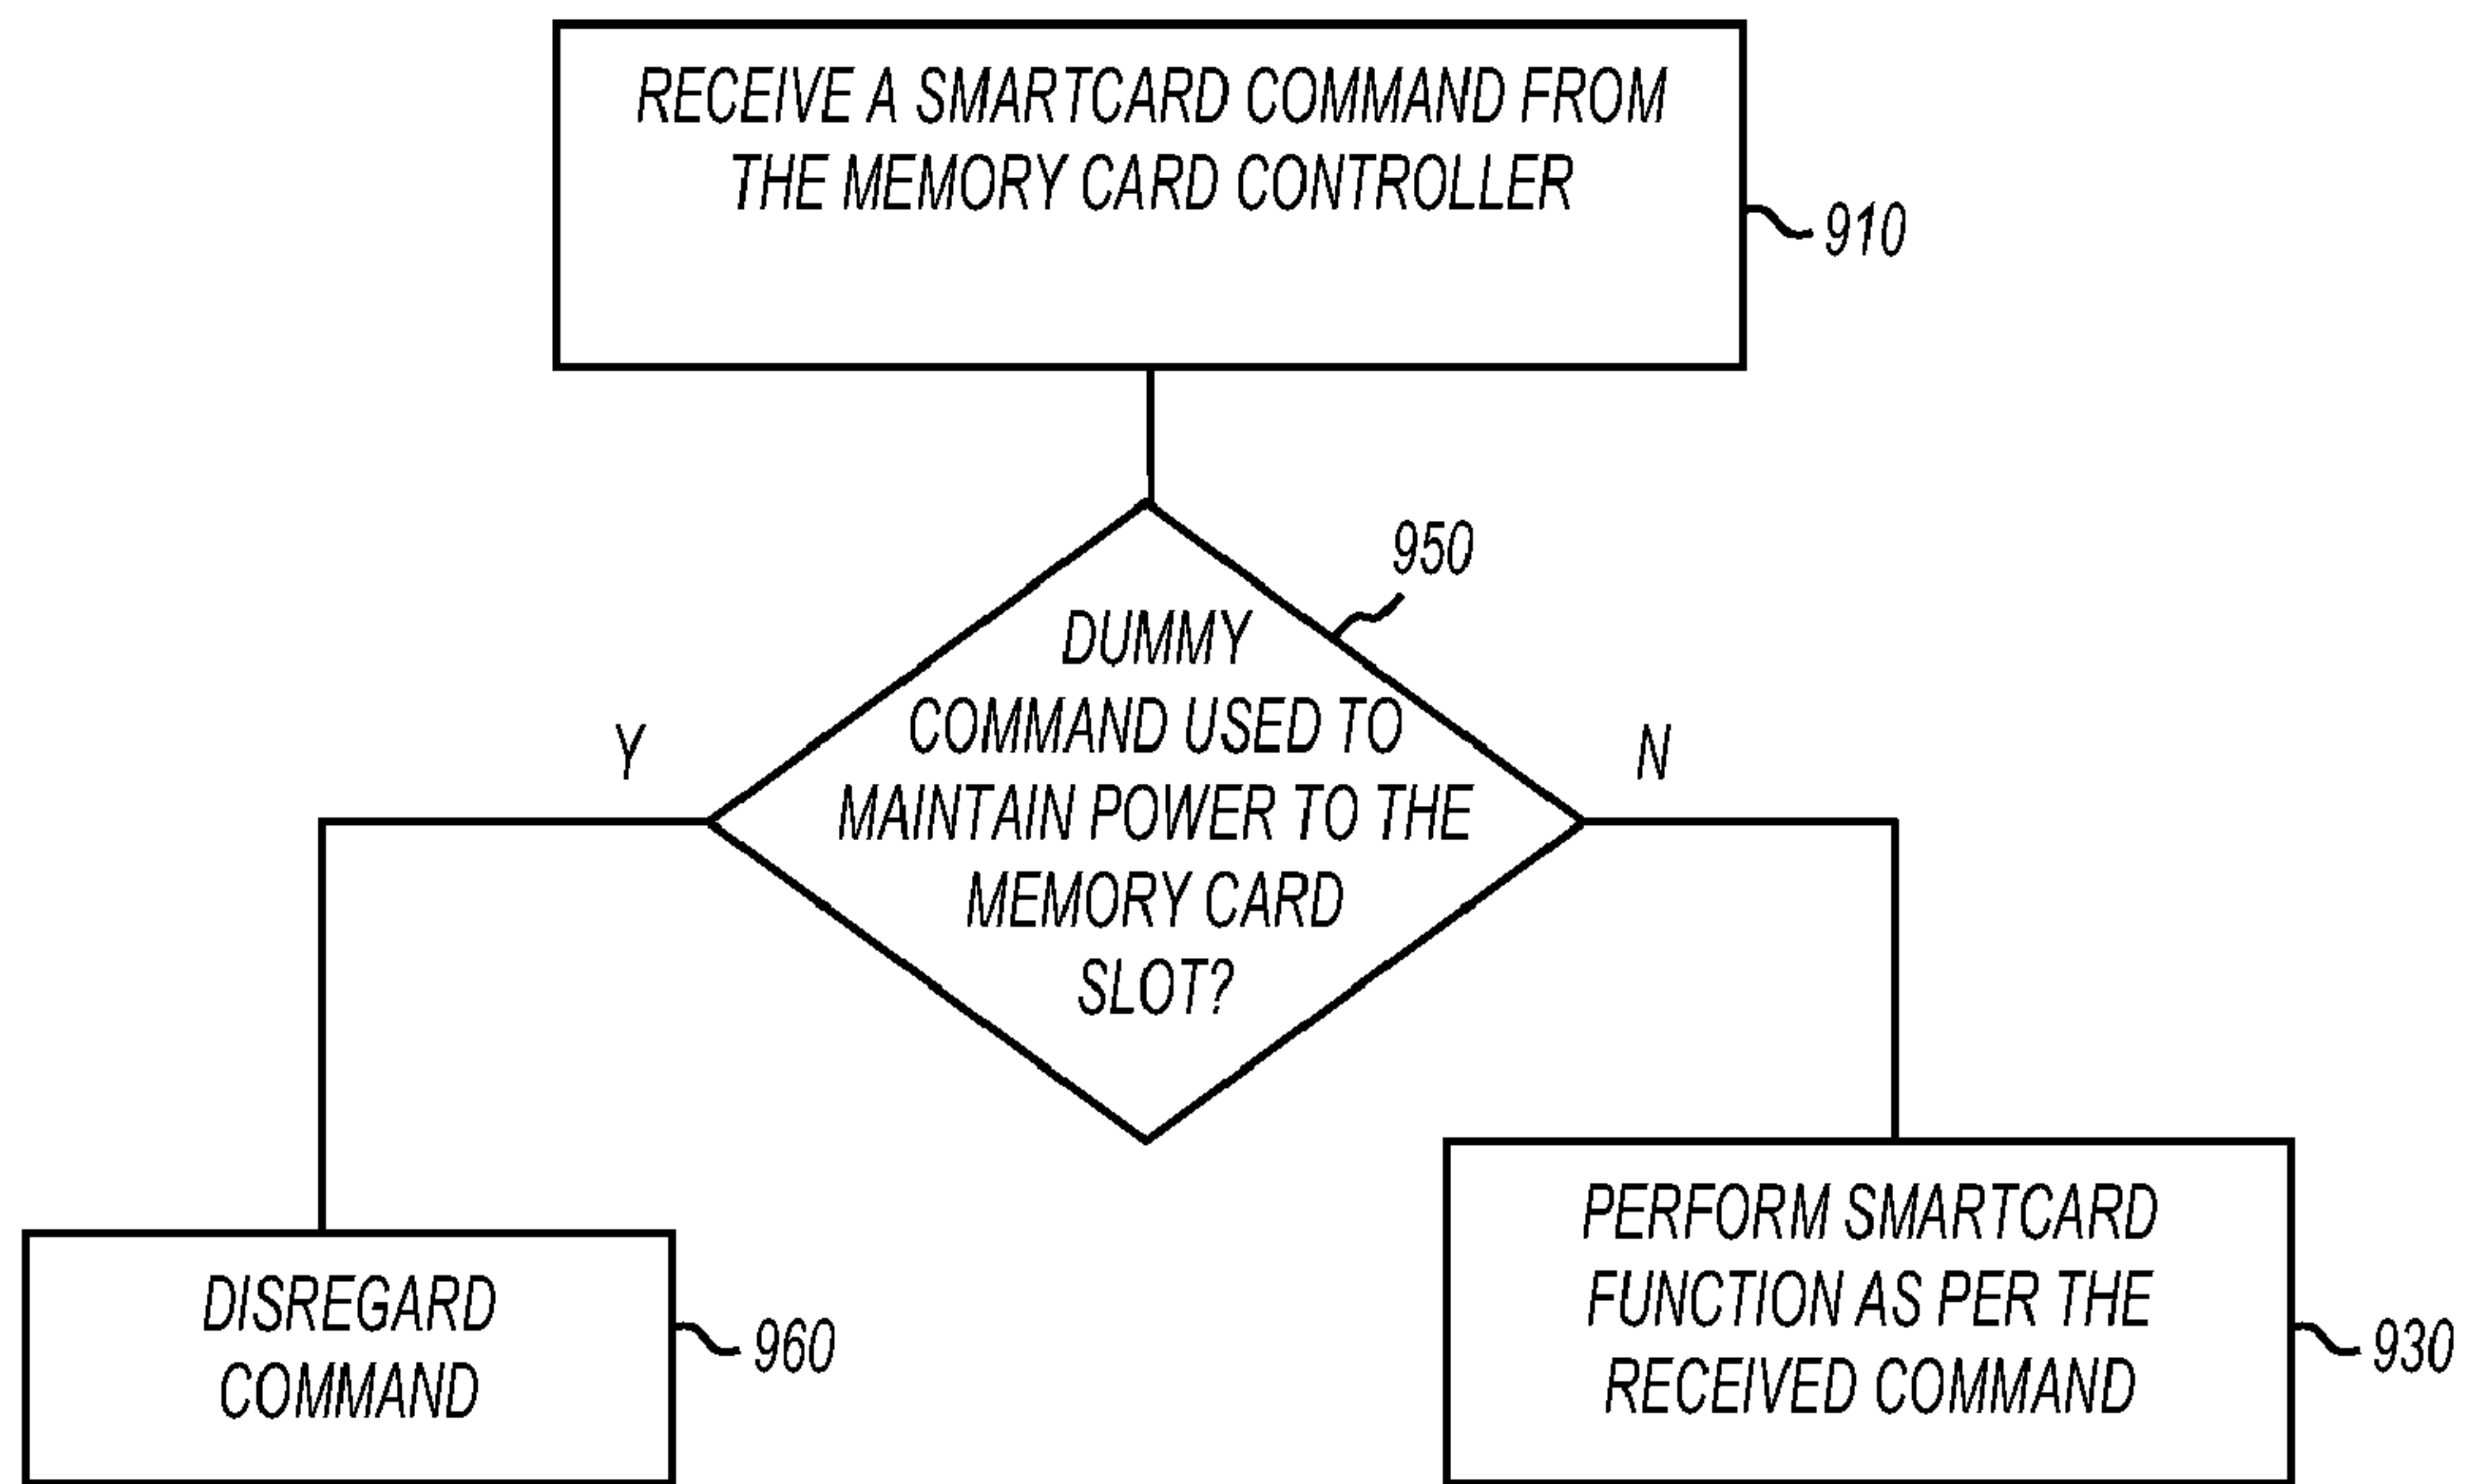 RECEIVE A SMARTCARD COMMAND FROM
THE MEMORY CARD CONTROLLER
910
950
DUMMY
COMMAND USED TO
MAINTAIN POWER TO THE
MEMORY CARD
SLOT?
Y
N
DISREGARD
COMMAND
960
PERFORM SMARTCARD
FUNCTION AS PER THE
RECEIVED COMMAND
930